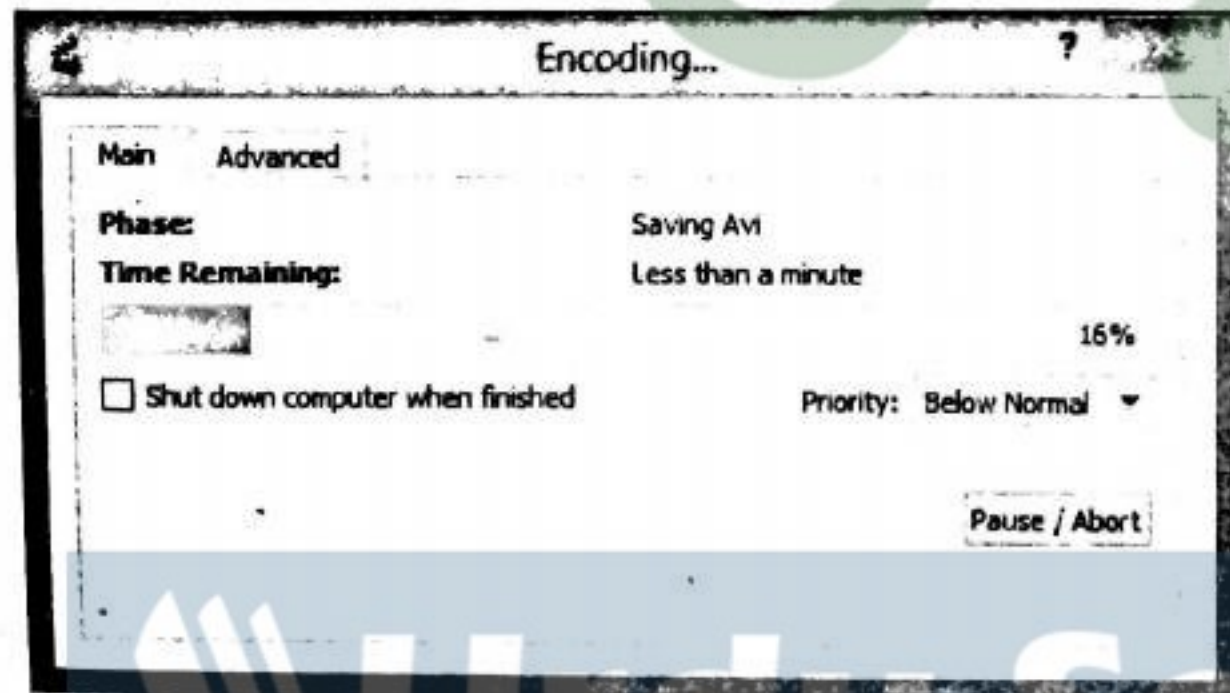 Encoding...
?
Main Advanced
Phase: Saving Avi
Time Remaining: Less than a minute
16%
Shut down computer when finished Priority: Below Normal
Pause / Abort